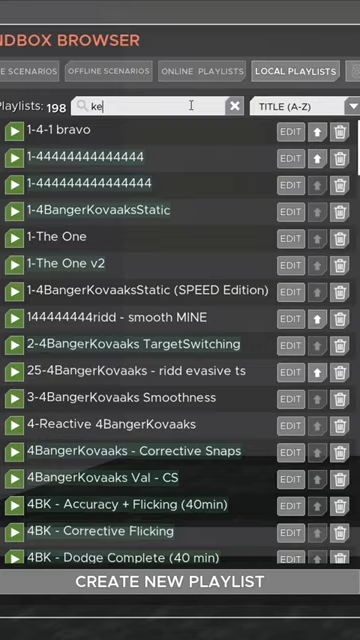 NDBOX BROWSER
E SCENARIOS OFFLINE SCENARIOS ONLINE PLAYLISTS LOCAL PLAYLISTS
Playlists: 198 ke TITLE (A-Z)
1-4-1 bravo EDIT
1-44444444444444 EDIT
1-444444444444444 EDIT
1-4BangerKovaaksStatic EDIT
1-The One EDIT
1-The One v2 EDIT
1-4BangerKovaaksStatic (SPEED Edition) EDIT
144444444ridd - smooth MINE EDIT
2-4BangerKovaaks TargetSwitching EDIT
25-4BangerKovaaks - ridd evasive ts EDIT
3-4BangerKovaaks Smoothness EDIT
4-Reactive 4BangerKovaaks EDIT
4BangerKovaaks - Corrective Snaps EDIT
4BangerKovaaks Val - CS EDIT
4BK - Accuracy + Flicking (40min) EDIT
4BK - Corrective Flicking EDIT
4BK - Dodge Complete (40 min) EDIT
CREATE NEW PLAYLIST